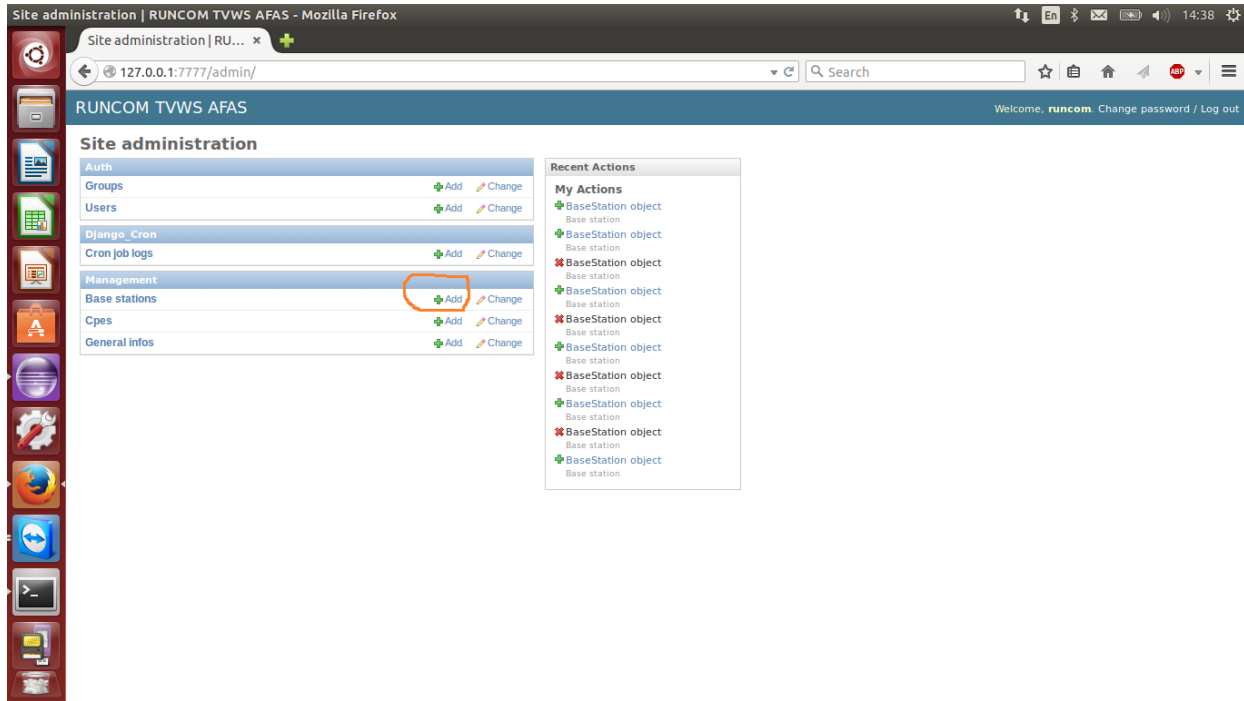 Site administration | RUNCOM TVWS AFAS - Mozilla Firefox
En
14:38
Site administration | RU...
127.0.0.1:7777/admin/
Search
ABP
RUNCOM TVWS AFAS
Welcome, runcom. Change password / Log out
Site administration
Auth
Groups Add Change
Users Add Change
Django_Cron
Cron job logs Add Change
Management
Base stations Add Change
Cpes Add Change
General infos Add Change
Recent Actions
My Actions
BaseStation object
Base station
BaseStation object
Base station
BaseStation object
Base station
BaseStation object
Base station
BaseStation object
Base station
BaseStation object
Base station
BaseStation object
Base station
BaseStation object
Base station
BaseStation object
Base station
BaseStation object
Base station